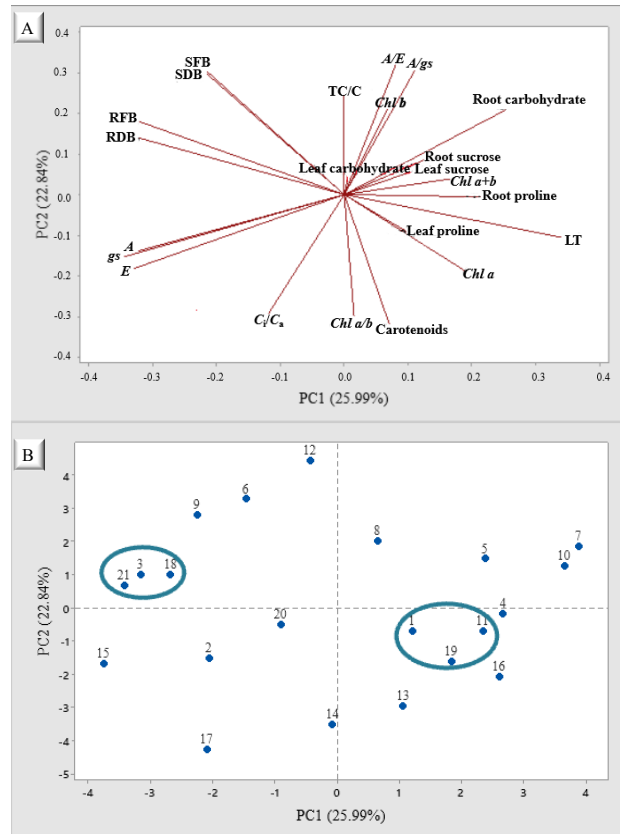 A
0.4
0.3
0.2
0.1
0.0
-0.1
-0.2
-0.3
-0.4
PC2 (22.84%)
SFB
SDB
RFB
RDB
A/E
A/gs
TC/C
Chl b
Root carbohydrate
Root sucrose
Leaf carbohydrate
Leaf sucrose
Chl a+b
Root proline
Leaf proline
LT
Chl a
A
gs
E
Ci/Ca
Chl a/b
Carotenoids
-0.4 -0.3 -0.2 -0.1 0.0 0.1 0.2 0.3 0.4
PC1 (25.99%)
B
4
3
2
1
0
-1
-2
-3
-4
-5
PC2 (22.84%)
12
6
9
8
7
5
10
21 3 18
4
1 11
20
19
2
15
16
13
14
17
-4 -3 -2 -1 0 1 2 3 4
PC1 (25.99%)